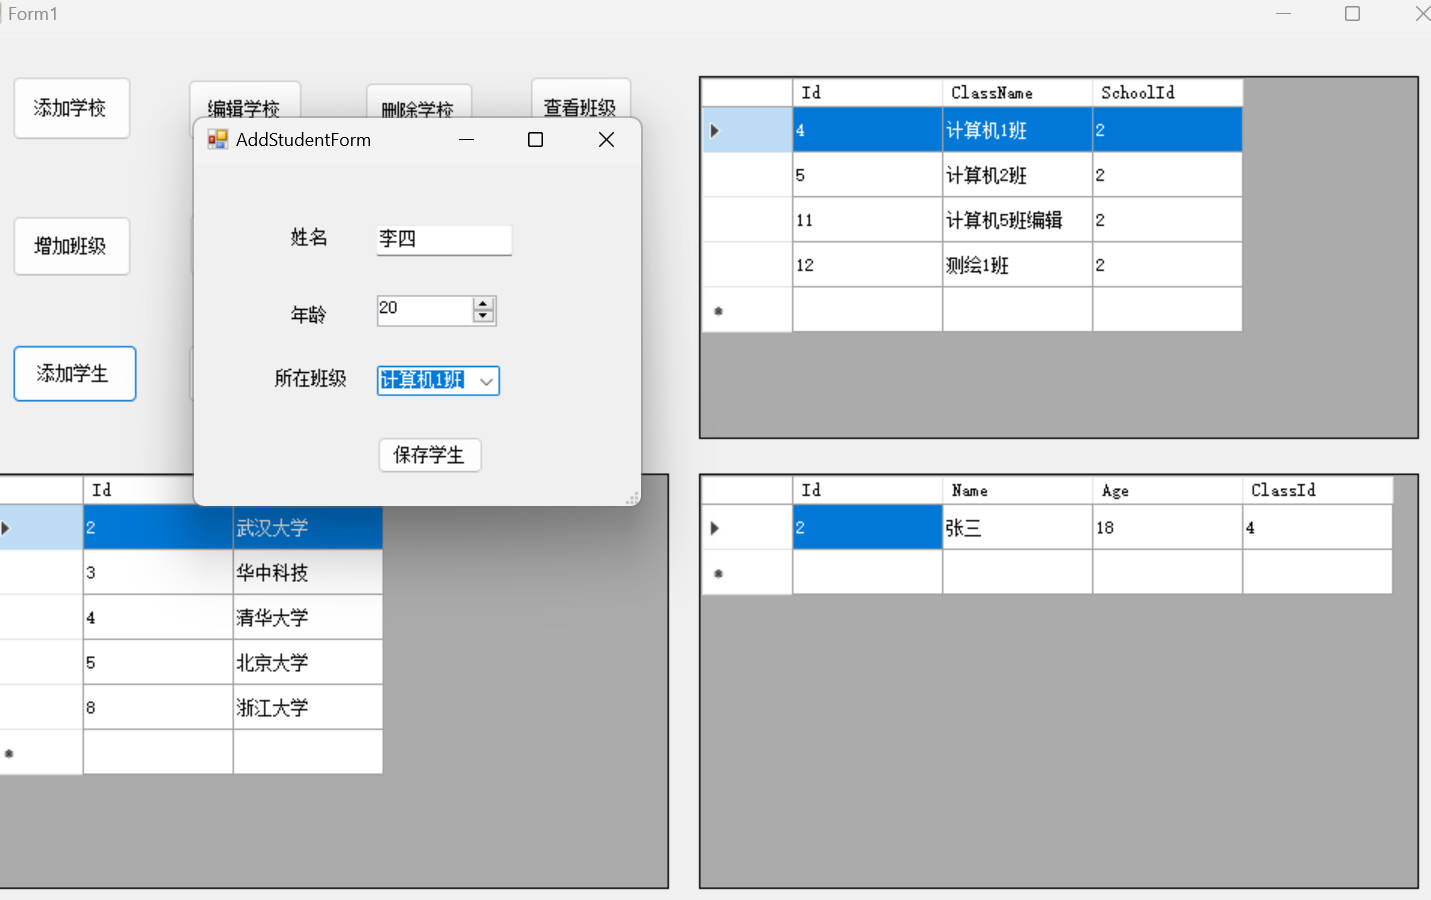 Form1
添加学校 编辑学校 删除学校 查看班级
增加班级
添加学生
AddStudentForm
姓名 李四
年龄 20
所在班级 计算机1班
保存学生
Id ClassName SchoolId
4 计算机1班 2
5 计算机2班 2
11 计算机5班编辑 2
12 测绘1班 2
Id
2 武汉大学
3 华中科技
4 清华大学
5 北京大学
8 浙江大学
Id Name Age ClassId
2 张三 18 4